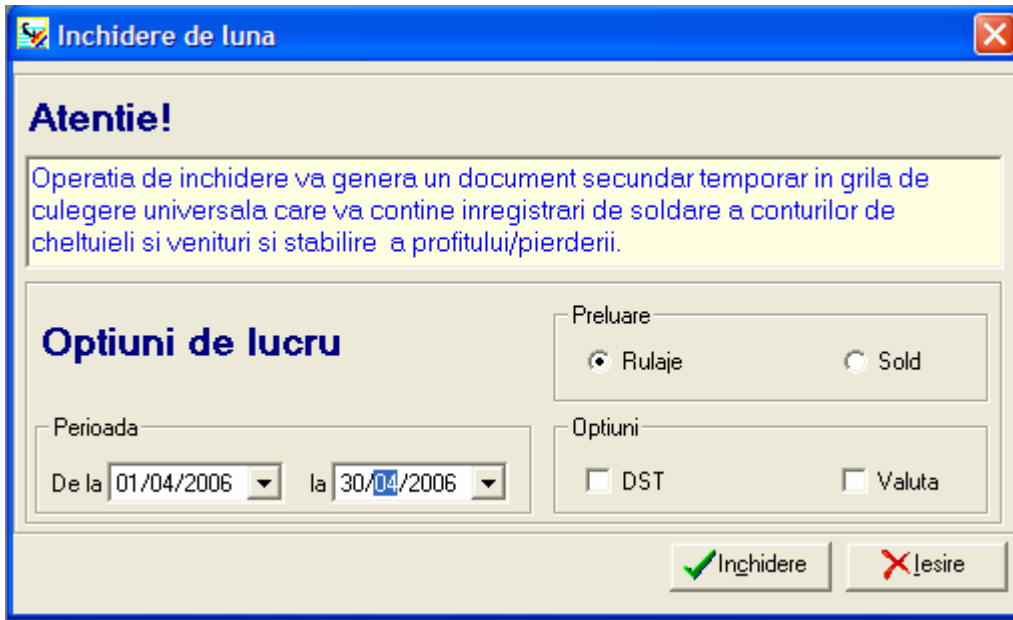 Inchidere de luna
Atentie!
Operatia de inchidere va genera un document secundar temporar in grila de
culegere universala care va contine inregistrari de soldare a conturilor de
cheltuieli si venituri si stabilire a profitului/pierderii.
Optiuni de lucru
Preluare
Rulaje Sold
Perioada
De la 01/04/2006 la 30/04/2006
Optiuni
DST Valuta
Inchidere Iesire